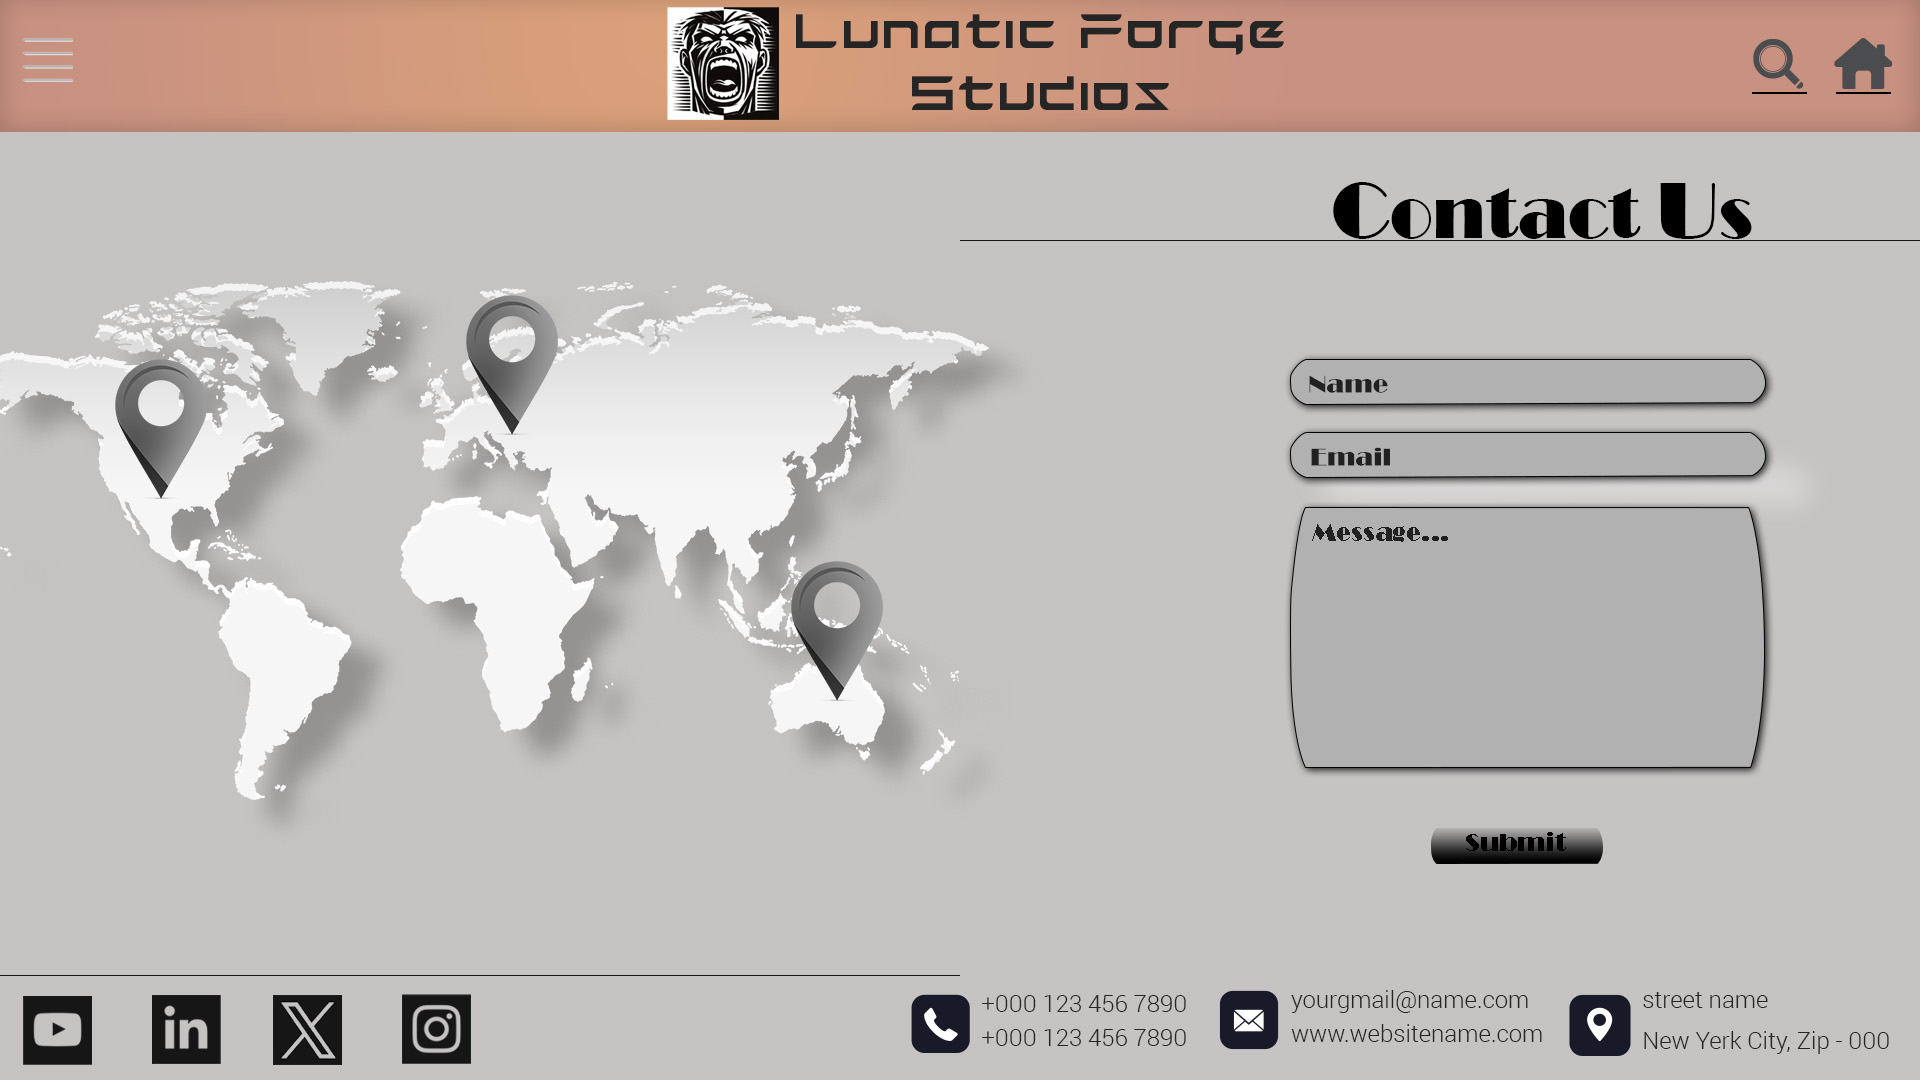 Lunatic Forge
Studios
Contact Us
Name
Email
Message...
Submit
+000 123 456 7890
+000 123 456 7890
yourgmail@name.com
www.websitename.com
street name
New Yerk City, Zip - 000